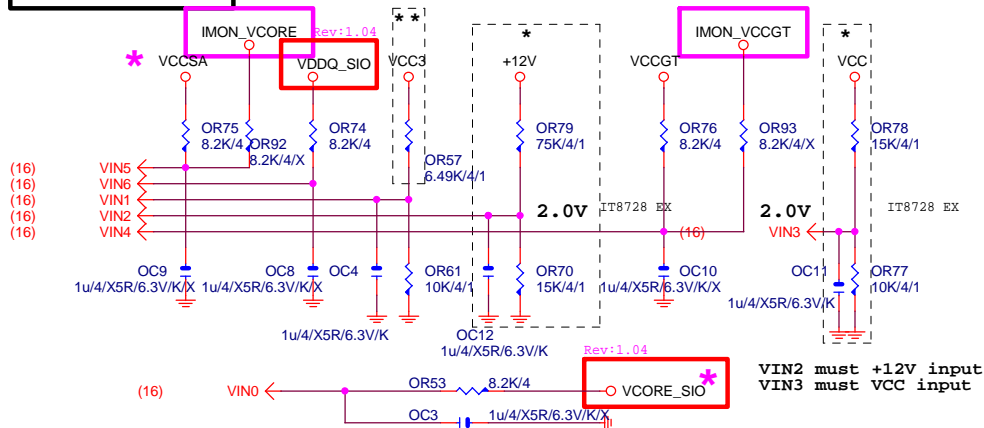 IMON_VCORE
Rev:1.04
**
*
IMON_VCCGT
*
*
VCCSA
VDDQ_SIO
VCC3
+12V
VCCGT
VCC
OR75
8.2K/4
OR92
8.2K/4/X
OR74
8.2K/4
OR57
6.49K/4/1
OR79
75K/4/1
OR76
8.2K/4
OR93
8.2K/4/X
OR78
15K/4/1
(16) VIN5
(16) VIN6
(16) VIN1
(16) VIN2
(16) VIN4
2.0V
IT8728 EX
(16)
2.0V
VIN3
IT8728 EX
OC9
1u/4/X5R/6.3V/K/X
OC8
1u/4/X5R/6.3V/K/X
OC4
1u/4/X5R/6.3V/K
OR61
10K/4/1
OC12
1u/4/X5R/6.3V/K
OR70
15K/4/1
OC10
1u/4/X5R/6.3V/K/X
OC11
1u/4/X5R/6.3V/K
OR77
10K/4/1
Rev:1.04
VIN2 must +12V input
VIN3 must VCC input
(16) VIN0
OR53
8.2K/4
VCORE_SIO
*
OC3
1u/4/X5R/6.3V/K/X